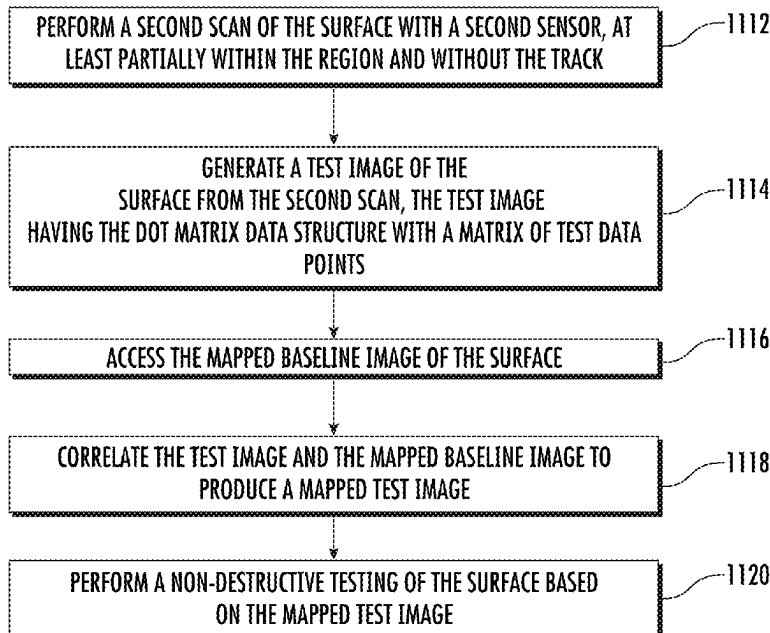 PERFORM A SECOND SCAN OF THE SURFACE WITH A SECOND SENSOR, AT
LEAST PARTIALLY WITHIN THE REGION AND WITHOUT THE TRACK
1112
GENERATE A TEST IMAGE OF THE
SURFACE FROM THE SECOND SCAN, THE TEST IMAGE
HAVING THE DOT MATRIX DATA STRUCTURE WITH A MATRIX OF TEST DATA
POINTS
1114
ACCESS THE MAPPED BASELINE IMAGE OF THE SURFACE
1116
CORRELATE THE TEST IMAGE AND THE MAPPED BASELINE IMAGE TO
PRODUCE A MAPPED TEST IMAGE
1118
PERFORM A NON-DESTRUCTIVE TESTING OF THE SURFACE BASED
ON THE MAPPED TEST IMAGE
1120